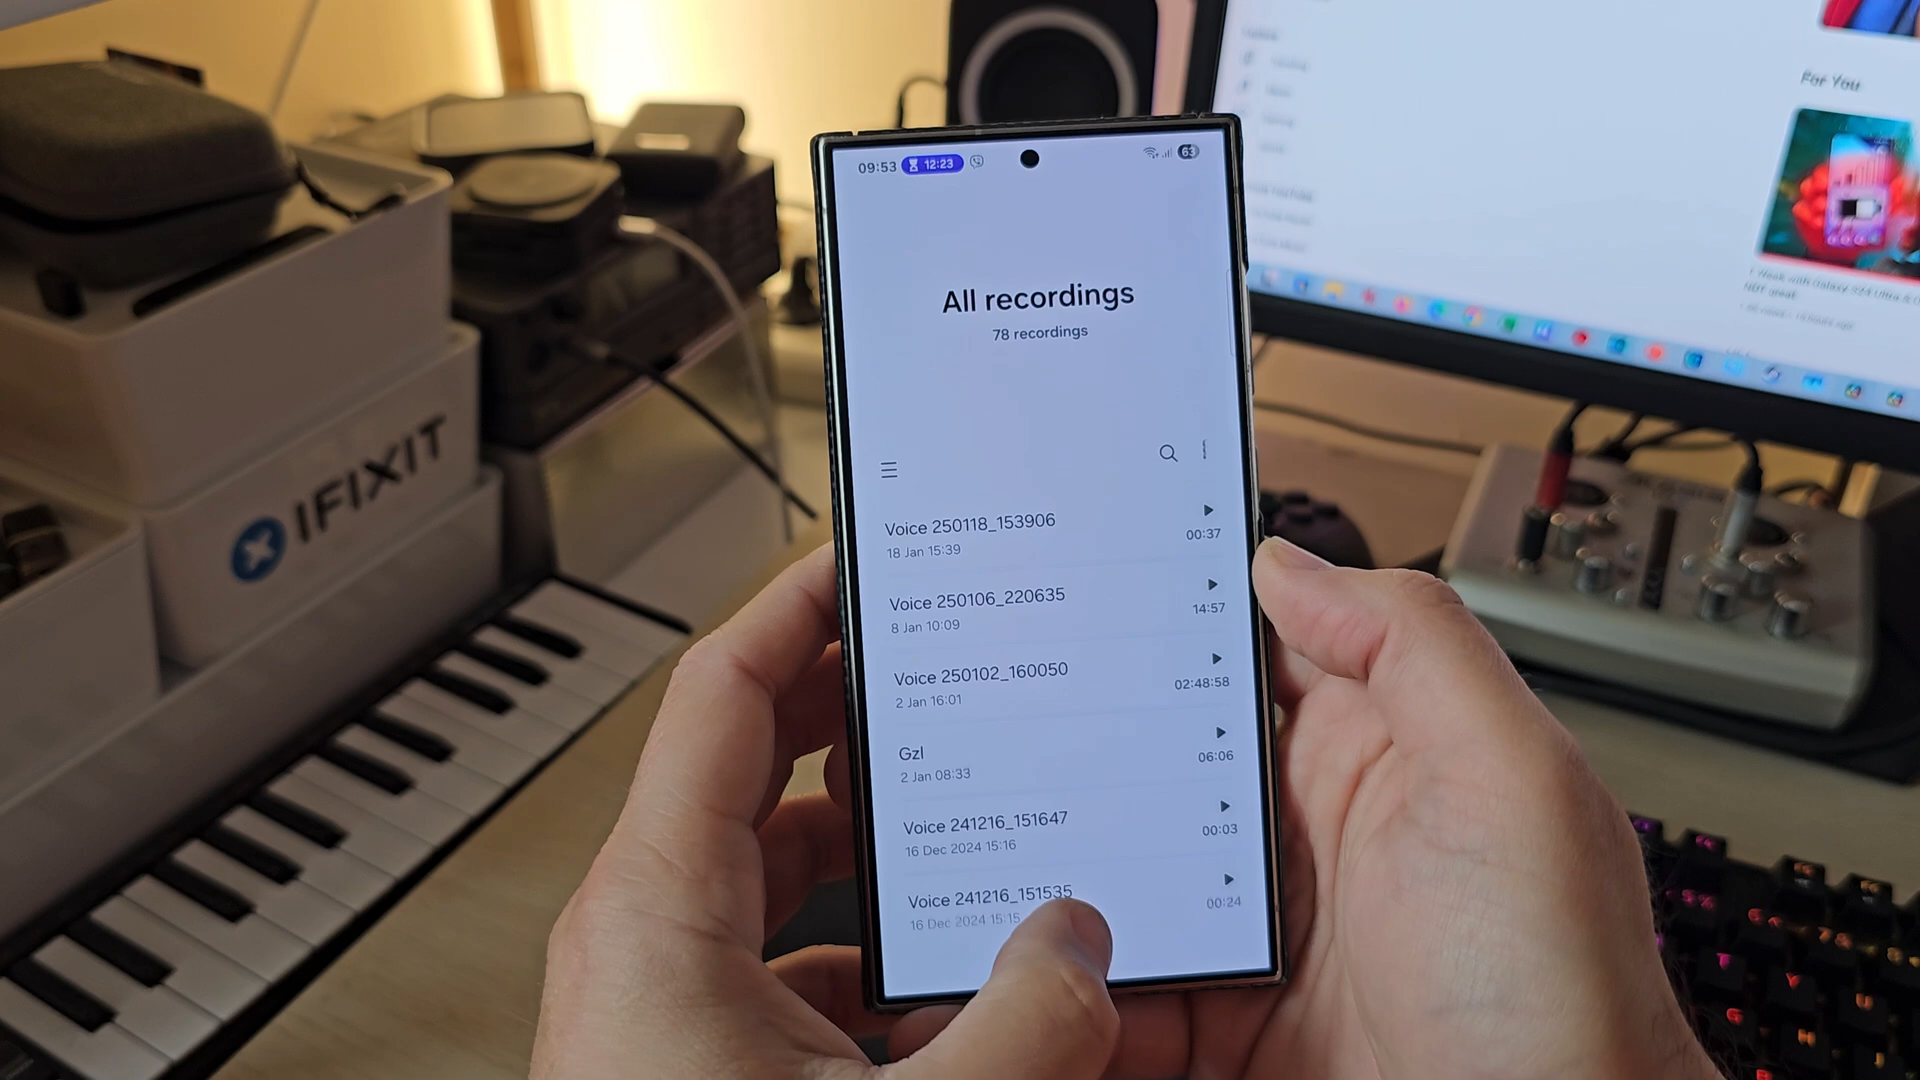 09:53 12:23 63
All recordings
78 recordings
Voice 250118_153906
18 Jan 15:39
00:37
Voice 250106_220635
8 Jan 10:09
14:57
Voice 250102_160050
2 Jan 16:01
02:48:58
Gzl
2 Jan 08:33
06:06
Voice 241216_151647
16 Dec 2024 15:16
00:03
Voice 241216_151535
16 Dec 2024 15:15
00:24
IFIXIT
For You
Y
U
G
H